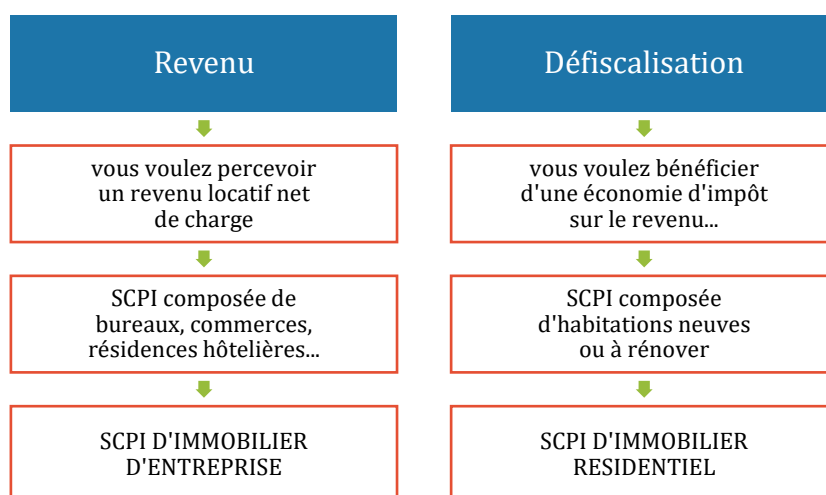 Revenu
vous voulez percevoir
un revenu locatif net
de charge
SCPI composée de
bureaux, commerces,
résidences hôtelières...
SCPI D'IMMOBILIER
D'ENTREPRISE
Défiscalisation
vous voulez bénéficier
d'une économie d'impôt
sur le revenu...
SCPI composée
d'habitations neuves
ou à rénover
SCPI D'IMMOBILIER
RESIDENTIEL